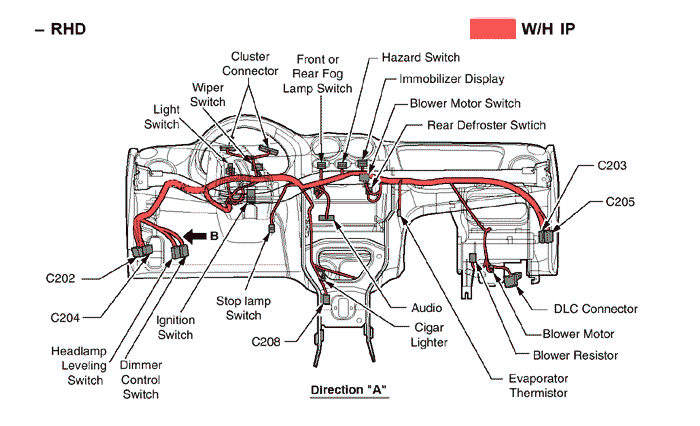 – RHD
W/H IP
Cluster
Connector
Front or
Rear Fog
Lamp Switch
Hazard Switch
Immobilizer Display
Wiper
Switch
Light
Switch
Blower Motor Switch
Rear Defroster Swtich
C203
C205
B
C202
C204
Stop lamp
Switch
Ignition
Switch
C208
Audio
Cigar
Lighter
DLC Connector
Blower Motor
Blower Resistor
Headlamp
Leveling
Switch
Dimmer
Control
Switch
Evaporator
Thermistor
Direction "A"